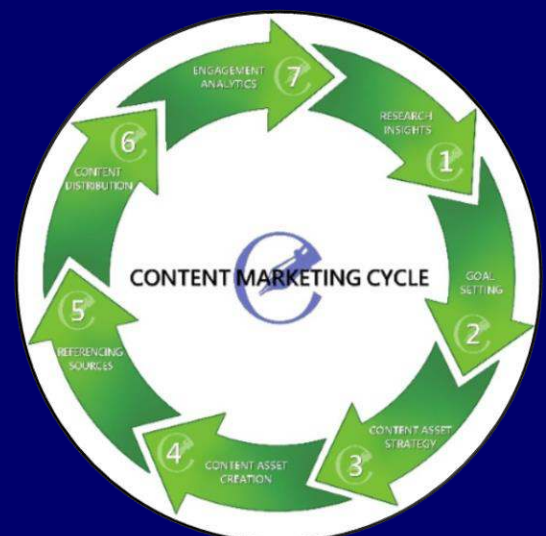 CONTENT MARKETING CYCLE
RESEARCH
INSIGHTS
1
GOAL
SETTING
2
CONTENT ASSET
STRATEGY
3
CONTENT ASSET
CREATION
4
REFERENCING
SOURCES
5
CONTENT
DISTRIBUTION
6
ENGAGEMENT
ANALYTICS
7